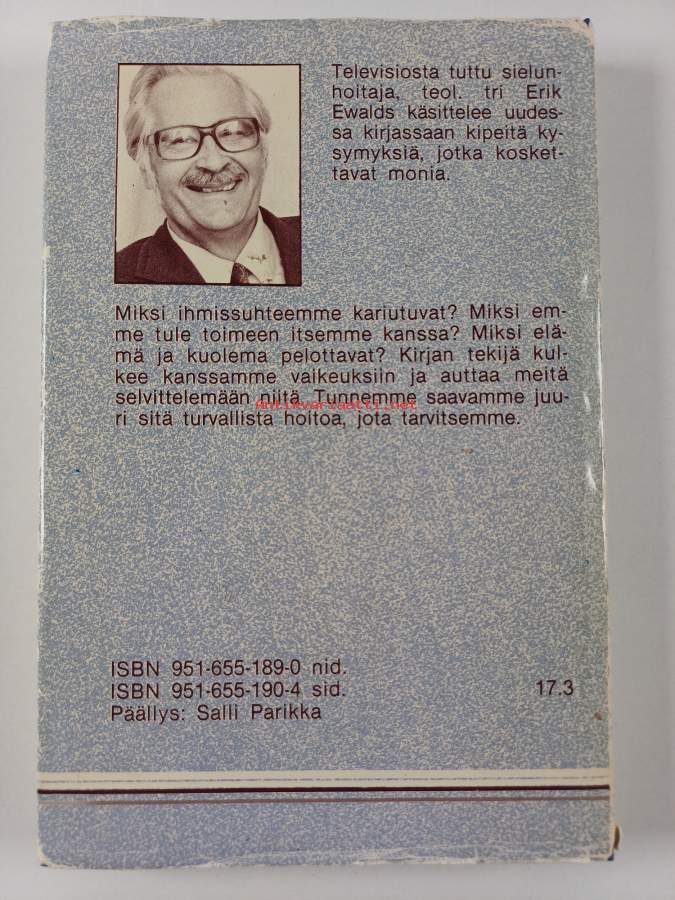 Televisiosta tuttu sielun-
hoitaja, teol. tri Erik
Ewalds käsittelee uudes-
sa kirjassaan kipeitä ky-
symyksiä, jotka kosket-
tavat monia.
Miksi ihmissuhteemme kariutuvat? Miksi em-
me tule toimeen itsemme kanssa? Miksi elä-
mä ja kuolema pelottavat? Kirjan tekijä kul-
kee kanssamme vaikeuksiin ja auttaa meitä
selvittelemään niitä. Tunnemme saavamme juu-
Antikvariaatti.net
ri sitä turvallista hoitoa, jota tarvitsemme.
ISBN 951-655-189-0 nid.
ISBN 951-655-190-4 sid.
17.3
Päällys: Salli Parikka